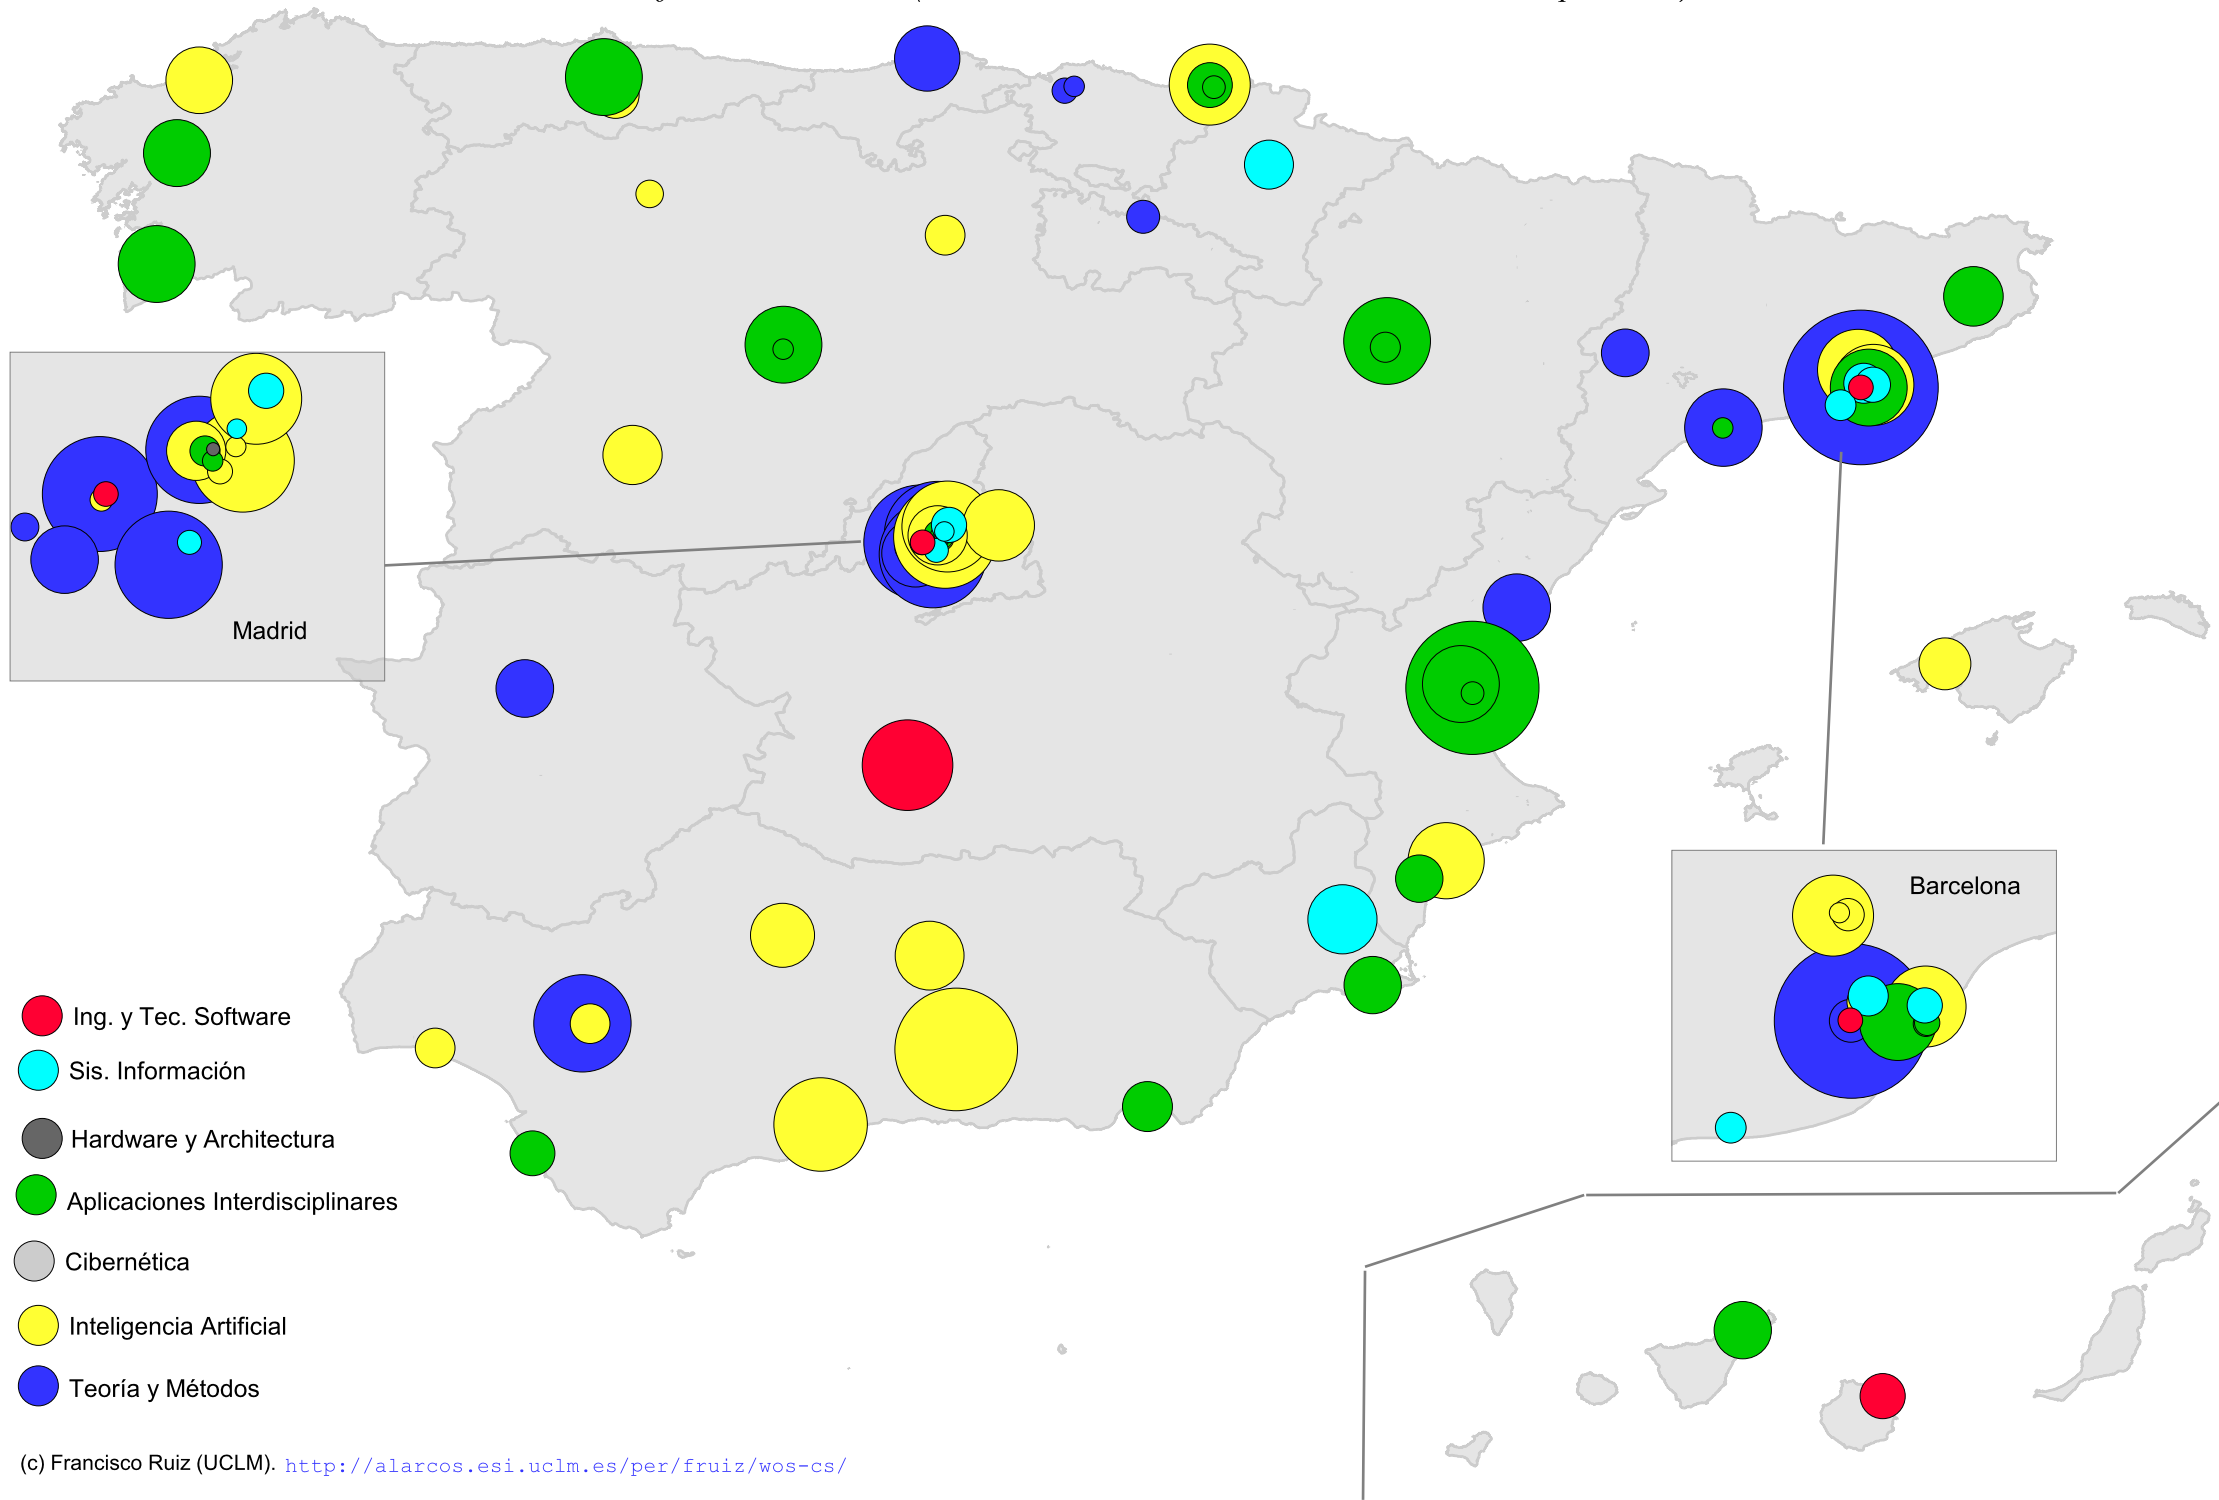 Madrid
Barcelona
Ing. y Tec. Software
Sis. Información
Hardware y Architectura
Aplicaciones Interdisciplinares
Cibernética
Inteligencia Artificial
Teoría y Métodos
(c) Francisco Ruiz (UCLM). http://alarcos.esi.uclm.es/per/fruiz/wos-cs/